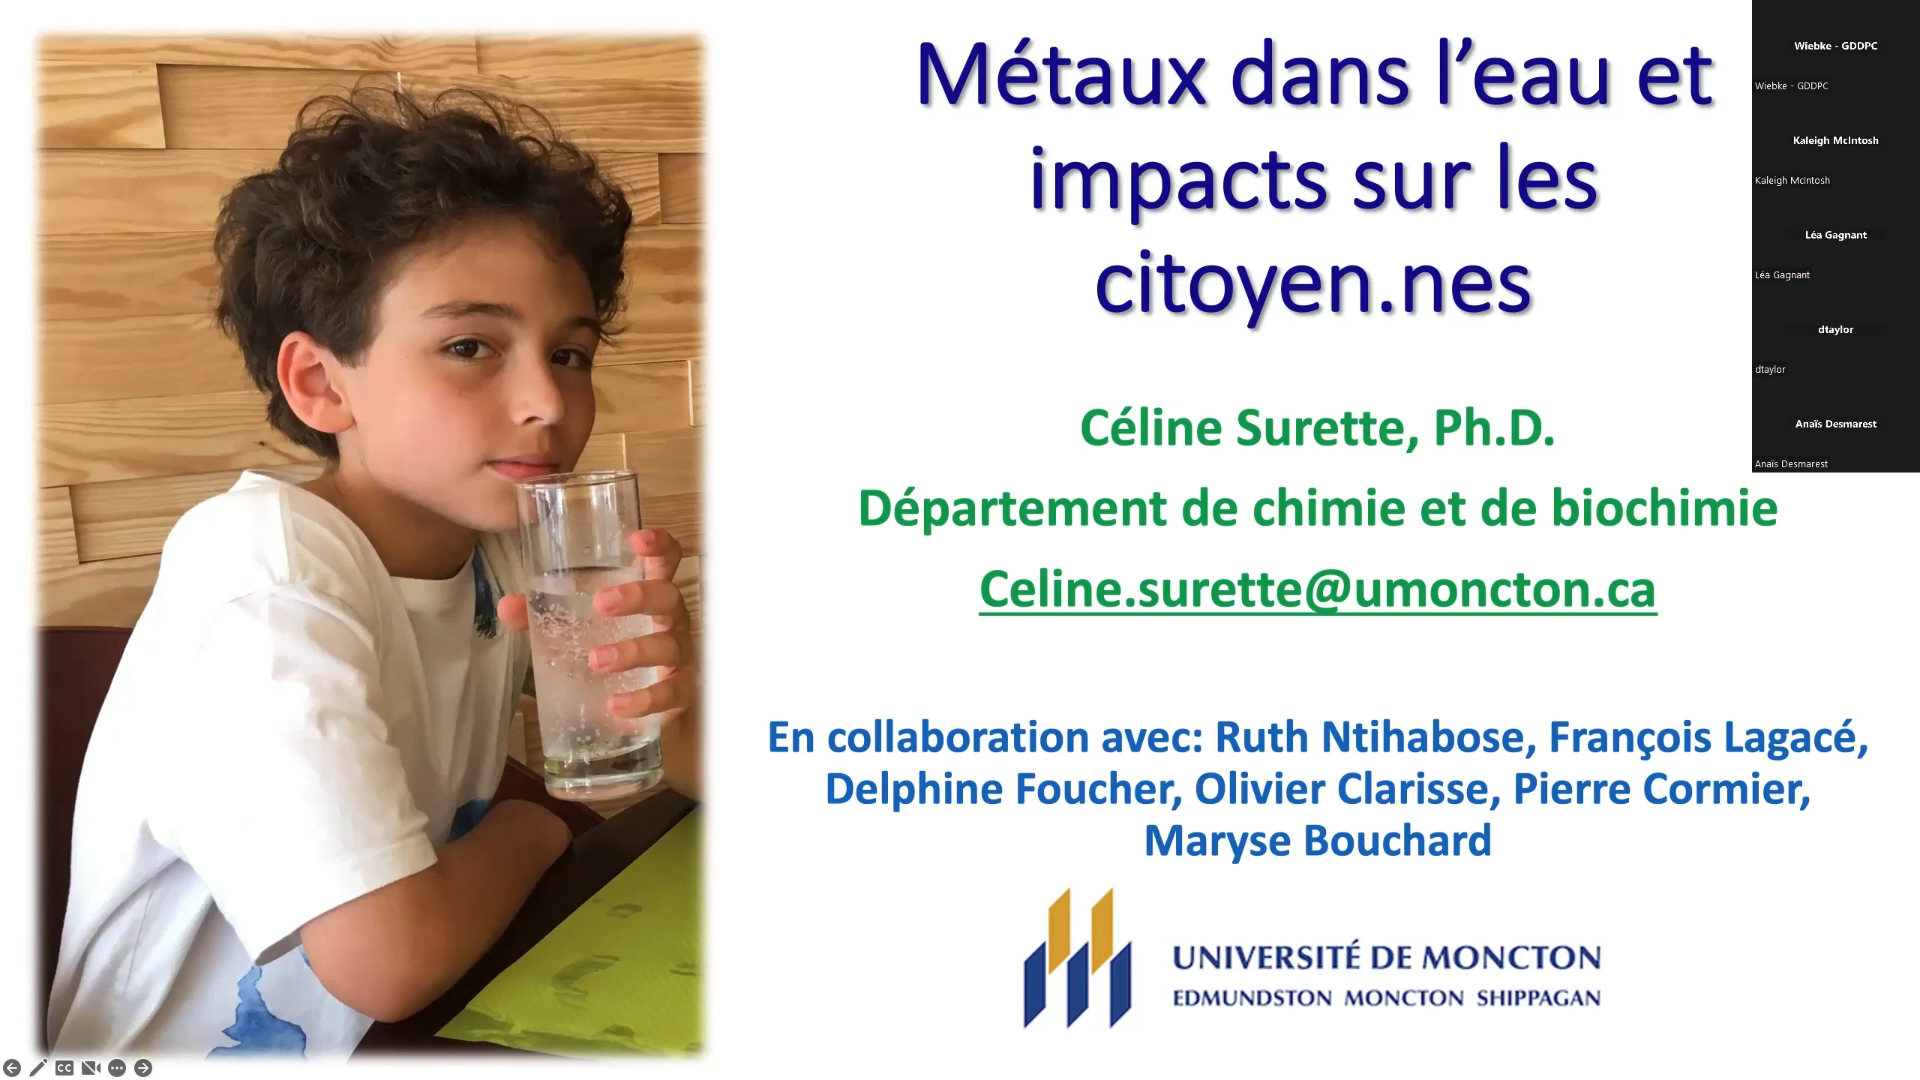 Métaux dans l’eau et
impacts sur les
citoyen.nes
Céline Surette, Ph.D.
Département de chimie et de biochimie
Celine.surette@umoncton.ca
En collaboration avec: Ruth Ntihabose, François Lagacé,
Delphine Foucher, Olivier Clarisse, Pierre Cormier,
Maryse Bouchard
UNIVERSITÉ DE MONCTON
EDMUNDSTON MONCTON SHIPPAGAN
Wiebke - GDDPC
Wiebke - GDDPC
Kaleigh McIntosh
Kaleigh McIntosh
Léa Gagnant
Léa Gagnant
dtaylor
dtaylor
Anaïs Desmarest
Anaïs Desmarest
CC